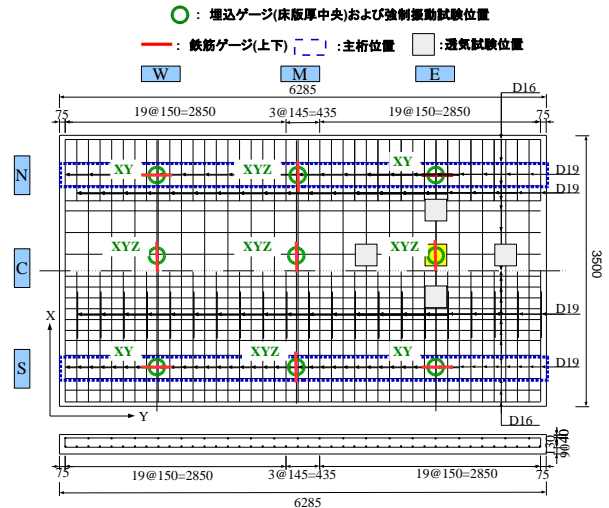 : 埋込ゲージ(床版厚中央)および強制振動試験位置
: 鉄筋ゲージ(上下) :主桁位置 :透気試験位置
W M E
6285
D16
75 19@150=2850 3@145=435 19@150=2850 75
N XY XYZ XY D19
D19
C XYZ XYZ XYZ
3500
X D19
S XY XYZ XY D19
Y
D16
75 19@150=2850 3@145=435 19@150=2850 75
6285